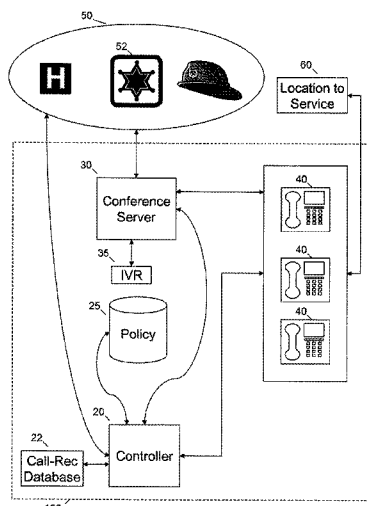 50
52
H
60
Location to
Service
30
Conference
Server
40
35
IVR
40
25
Policy
40
20
Controller
22
Call-Rec
Database